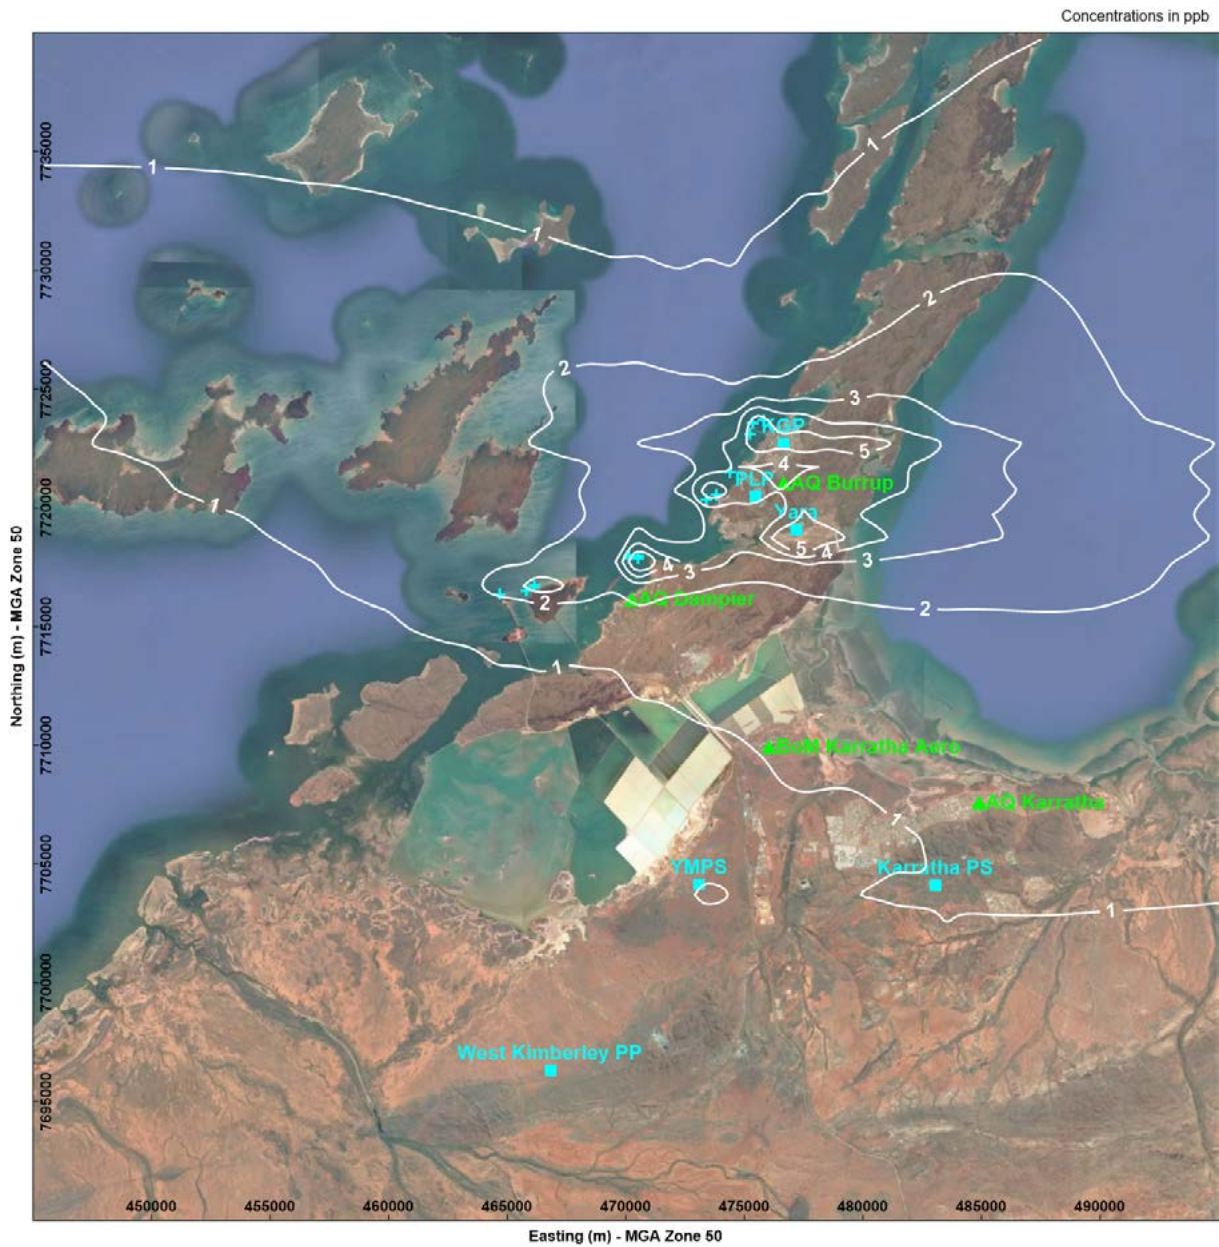 Concentrations in ppb
7735000
1
1
1
7730000
2
2
7725000
3
KGP
5
4
PLP
AQ Burrup
7720000
1
Yara
5
4
3
4
3
2
2
AQ Dampier
7715000
1
Northing (m) - MGA Zone 50
7710000
BoM Karratha Aero
AQ Karratha
1
7705000
YMPS
Karratha PS
1
7700000
West Kimberley PP
7695000
450000
455000
460000
465000
470000
475000
480000
485000
490000
Easting (m) - MGA Zone 50